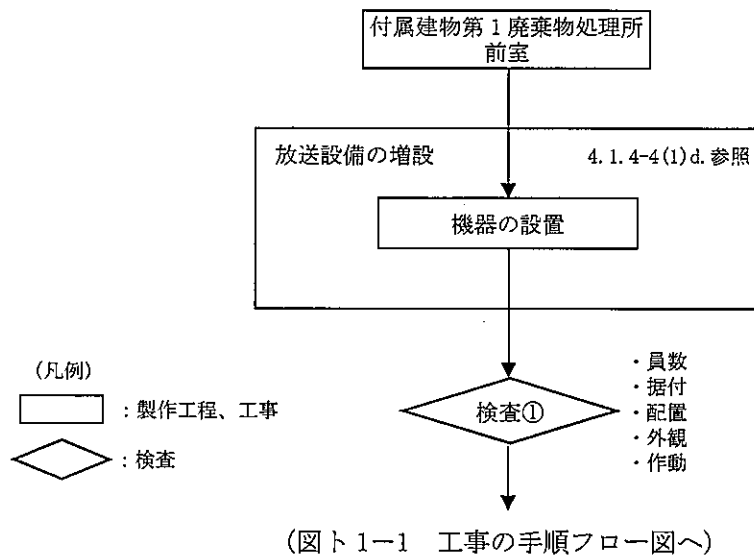 付属建物第1廃棄物処理所
前室
放送設備の増設
4.1.4-4(1)d.参照
機器の設置
検査①
・員数
・据付
・配置
・外観
・作動
(凡例)
：製作工程、工事
：検査
(図ト1-1 工事の手順フロー図へ)